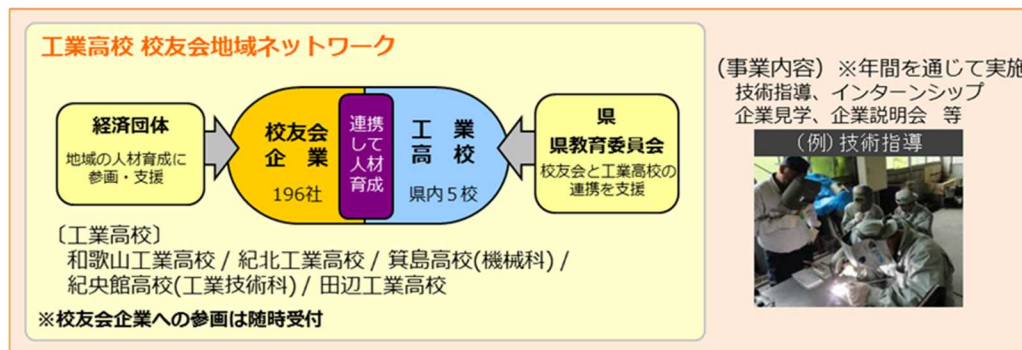 工業高校 校友会地域ネットワーク
経済団体
地域の人材育成に
参画・支援
校友会
企 業
196社
連携
して
人材
育成
工 業
高 校
県内5校
県
県教育委員会
校友会と工業高校の
連携を支援
〔工業高校〕
和歌山工業高校 / 紀北工業高校 / 箕島高校(機械科) /
紀央館高校(工業技術科) / 田辺工業高校
※校友会企業への参画は随時受付
(事業内容) ※年間を通じて実施
技術指導、インターンシップ
企業見学、企業説明会 等
(例) 技術指導